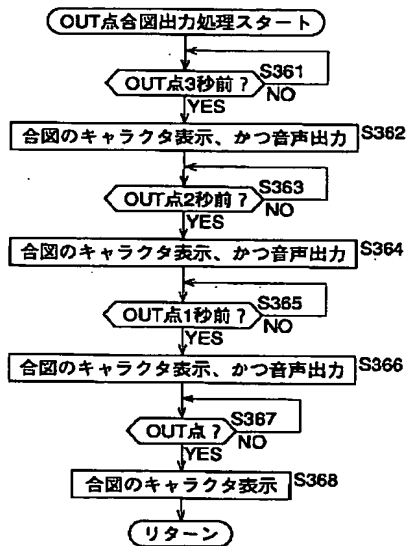 OUT点合図出力処理スタート
OUT点3秒前？ S361
YES NO
合図のキャラクタ表示、かつ音声出力 S362
OUT点2秒前？ S363
YES NO
合図のキャラクタ表示、かつ音声出力 S364
OUT点1秒前？ S365
YES NO
合図のキャラクタ表示、かつ音声出力 S366
OUT点？ S367
YES NO
合図のキャラクタ表示 S368
リターン